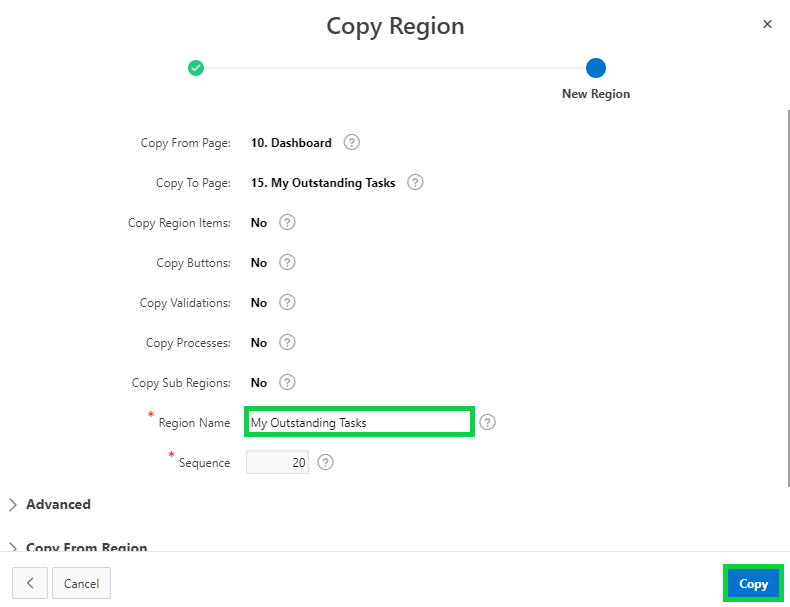 Copy Region
New Region
Copy From Page: 10. Dashboard ?
Copy To Page: 15. My Outstanding Tasks ?
Copy Region Items: No ?
Copy Buttons: No ?
Copy Validations: No ?
Copy Processes: No ?
Copy Sub Regions: No ?
* Region Name My Outstanding Tasks ?
* Sequence 20 ?
Advanced
Copy From Region
Cancel Copy